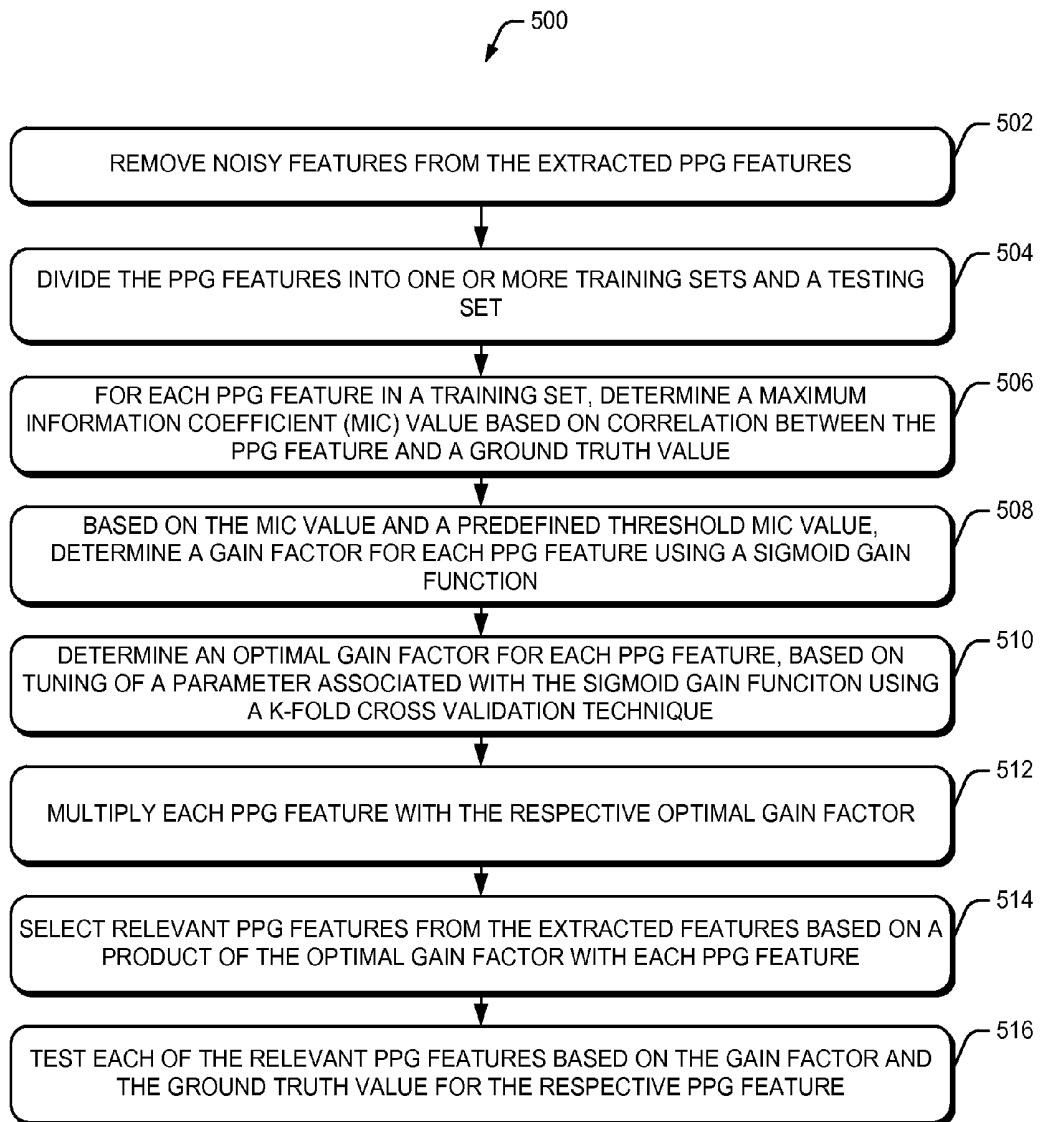 500
502
REMOVE NOISY FEATURES FROM THE EXTRACTED PPG FEATURES
504
DIVIDE THE PPG FEATURES INTO ONE OR MORE TRAINING SETS AND A TESTING
SET
506
FOR EACH PPG FEATURE IN A TRAINING SET, DETERMINE A MAXIMUM
INFORMATION COEFFICIENT (MIC) VALUE BASED ON CORRELATION BETWEEN THE
PPG FEATURE AND A GROUND TRUTH VALUE
508
BASED ON THE MIC VALUE AND A PREDEFINED THRESHOLD MIC VALUE,
DETERMINE A GAIN FACTOR FOR EACH PPG FEATURE USING A SIGMOID GAIN
FUNCTION
510
DETERMINE AN OPTIMAL GAIN FACTOR FOR EACH PPG FEATURE, BASED ON
TUNING OF A PARAMETER ASSOCIATED WITH THE SIGMOID GAIN FUNCITON USING
A K-FOLD CROSS VALIDATION TECHNIQUE
512
MULTIPLY EACH PPG FEATURE WITH THE RESPECTIVE OPTIMAL GAIN FACTOR
514
SELECT RELEVANT PPG FEATURES FROM THE EXTRACTED FEATURES BASED ON A
PRODUCT OF THE OPTIMAL GAIN FACTOR WITH EACH PPG FEATURE
516
TEST EACH OF THE RELEVANT PPG FEATURES BASED ON THE GAIN FACTOR AND
THE GROUND TRUTH VALUE FOR THE RESPECTIVE PPG FEATURE